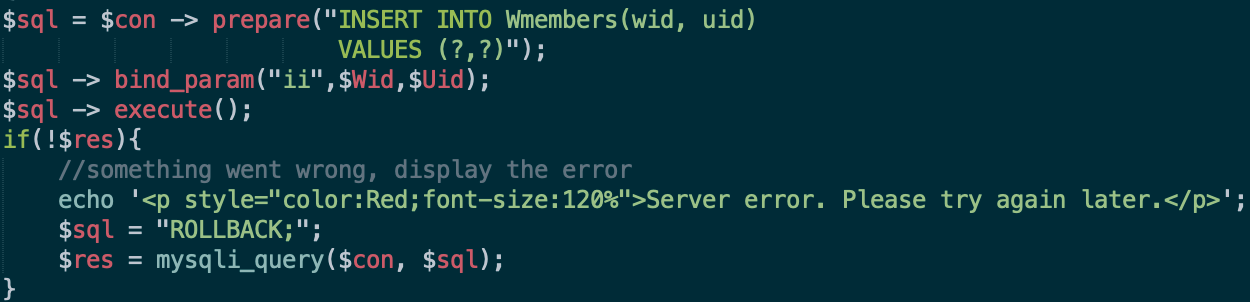 $sql = $con -> prepare("INSERT INTO Wmembers(wid, uid)
VALUES (?,?)");
$sql -> bind_param("ii",$Wid,$Uid);
$sql -> execute();
if(!$res){
//something went wrong, display the error
echo '<p style="color:Red;font-size:120%">Server error. Please try again later.</p>';
$sql = "ROLLBACK;";
$res = mysqli_query($con, $sql);
}